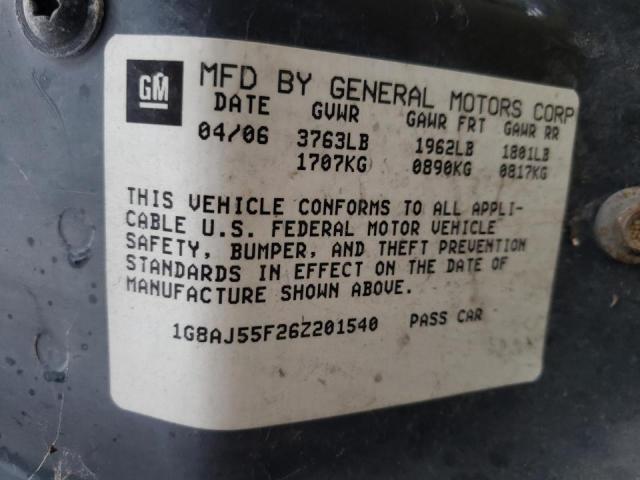 GM MFD BY GENERAL MOTORS CORP
DATE GVWR GAWR FRT GAWR RR
04/06 3763LB 1962LB 1801LB
1707KG 0890KG 0817KG
THIS VEHICLE CONFORMS TO ALL APPLI-
CABLE U.S. FEDERAL MOTOR VEHICLE
SAFETY, BUMPER, AND THEFT PREVENTION
STANDARDS IN EFFECT ON THE DATE OF
MANUFACTURE SHOWN ABOVE.
1G8AJ55F26Z201540 PASS CAR